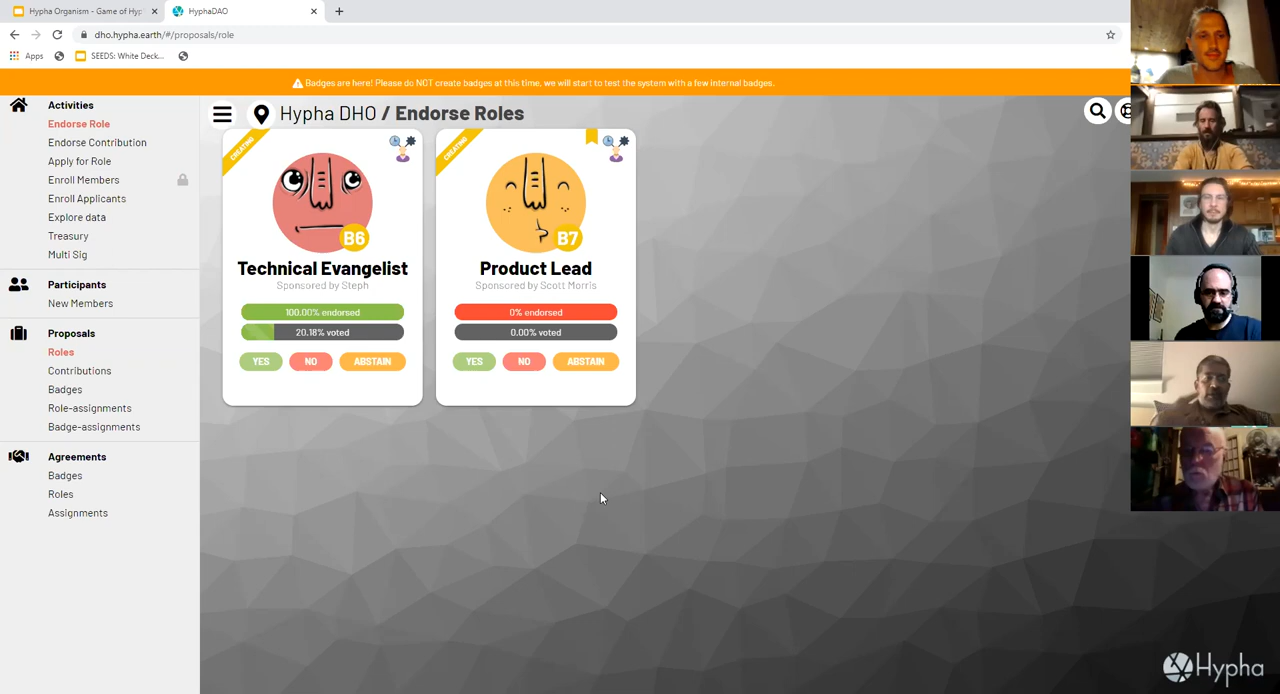 Hypha Organism - Game of Hyp
HyphaDAO
dho.hypha.earth/#/proposals/role
Apps
SEEDS: White Deck...
Badges are here! Please do NOT create badges at this time, we will start to test the system with a few internal badges.
Activities
Endorse Role
Endorse Contribution
Apply for Role
Enroll Members
Enroll Applicants
Explore data
Treasury
Multi Sig
Participants
New Members
Proposals
Roles
Contributions
Badges
Role-assignments
Badge-assignments
Agreements
Badges
Roles
Assignments
Hypha DHO / Endorse Roles
CREATING
B6
Technical Evangelist
Sponsored by Steph
100.00% endorsed
20.18% voted
YES NO ABSTAIN
CREATING
B7
Product Lead
Sponsored by Scott Morris
0% endorsed
0.00% voted
YES NO ABSTAIN
Hypha